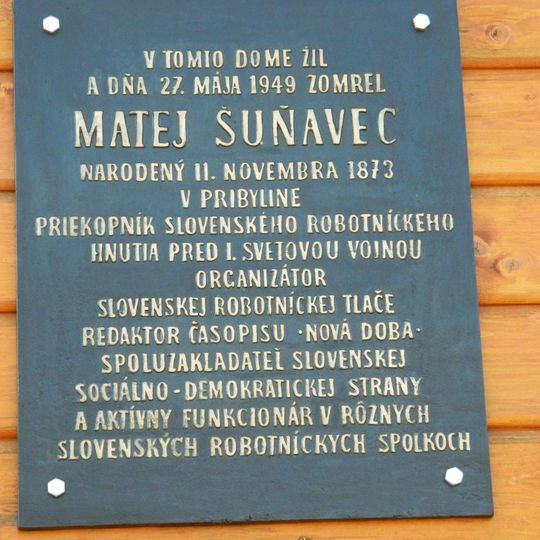 V TOMTO DOME ŽIL
A DŇA 27. MÁJA 1949 ZOMREL
MATEJ ŠUŇAVEC
NARODENÝ 11. NOVEMBRA 1873
V PRIBYLINE
PRIEKOPNÍK SLOVENSKÉHO ROBOTNÍCKEHO
HNUTIA PRED I. SVETOVOU VOJNOU
ORGANIZÁTOR
SLOVENSKEJ ROBOTNÍCKEJ TLAČE
REDAKTOR ČASOPISU ·NOVÁ DOBA·
SPOLUZAKLADATEĽ SLOVENSKEJ
SOCIÁLNO-DEMOKRATICKEJ STRANY
A AKTÍVNY FUNKCIONÁR V RÔZNYCH
SLOVENSKÝCH ROBOTNÍCKYCH SPOLKOCH